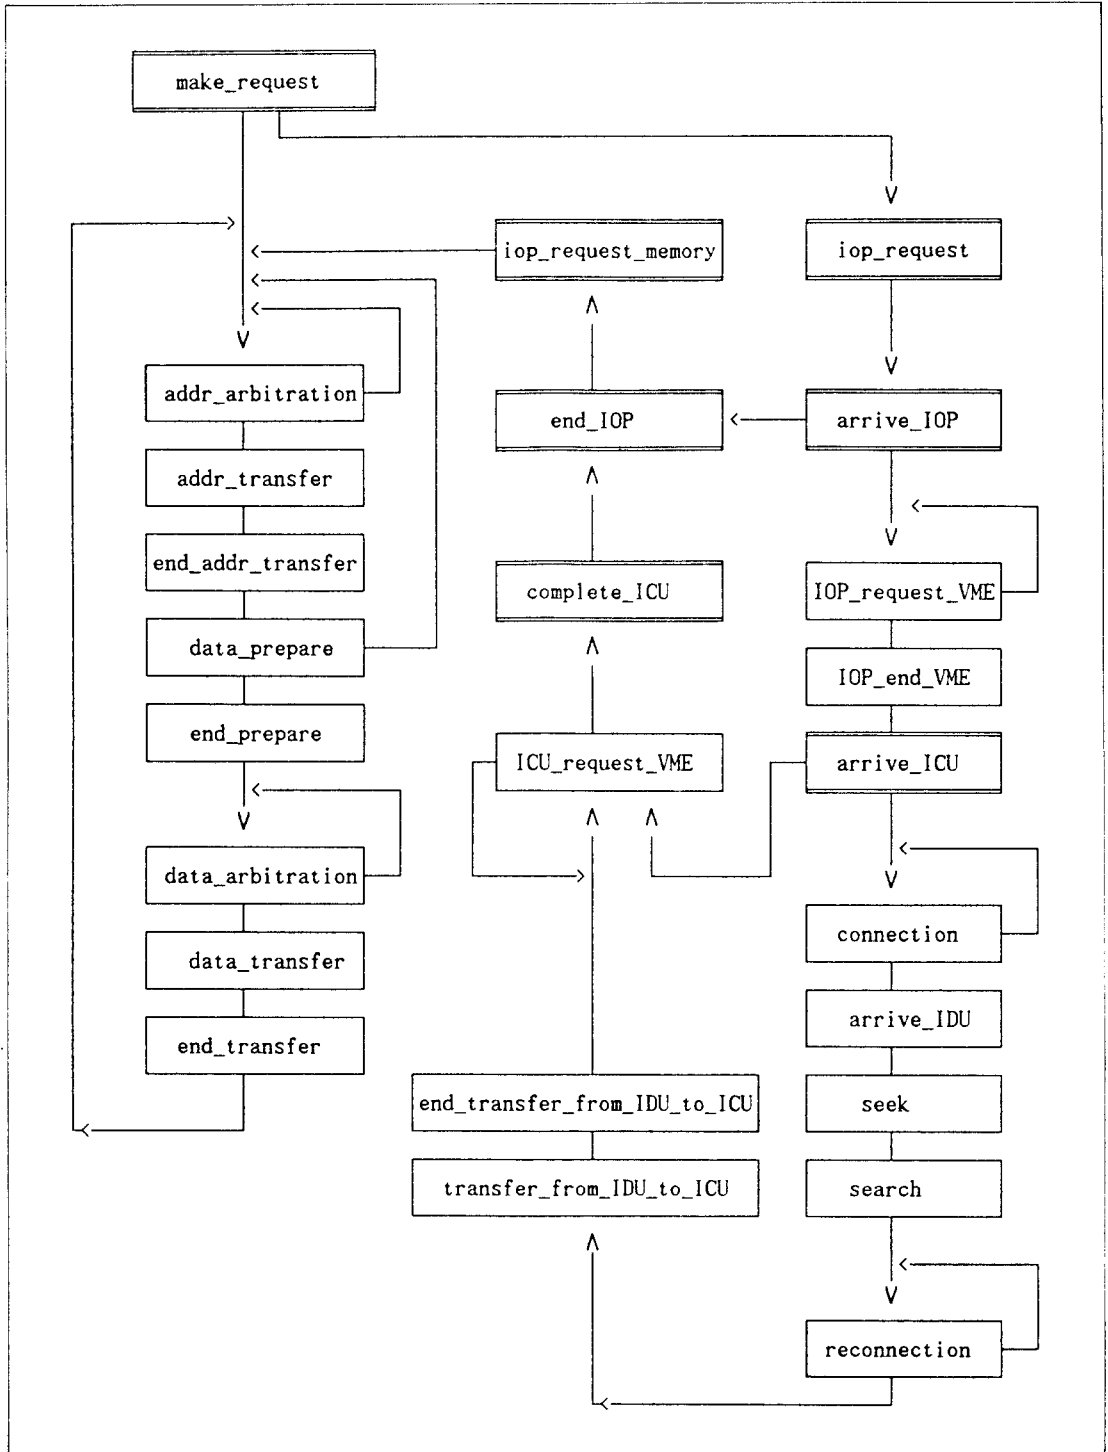 make_request
iop_request_memory
iop_request
addr_arbitration
end_IOP
arrive_IOP
addr_transfer
end_addr_transfer
complete_ICU
IOP_request_VME
data_prepare
IOP_end_VME
end_prepare
ICU_request_VME
arrive_ICU
data_arbitration
connection
data_transfer
arrive_IDU
end_transfer
end_transfer_from_IDU_to_ICU
seek
transfer_from_IDU_to_ICU
search
reconnection